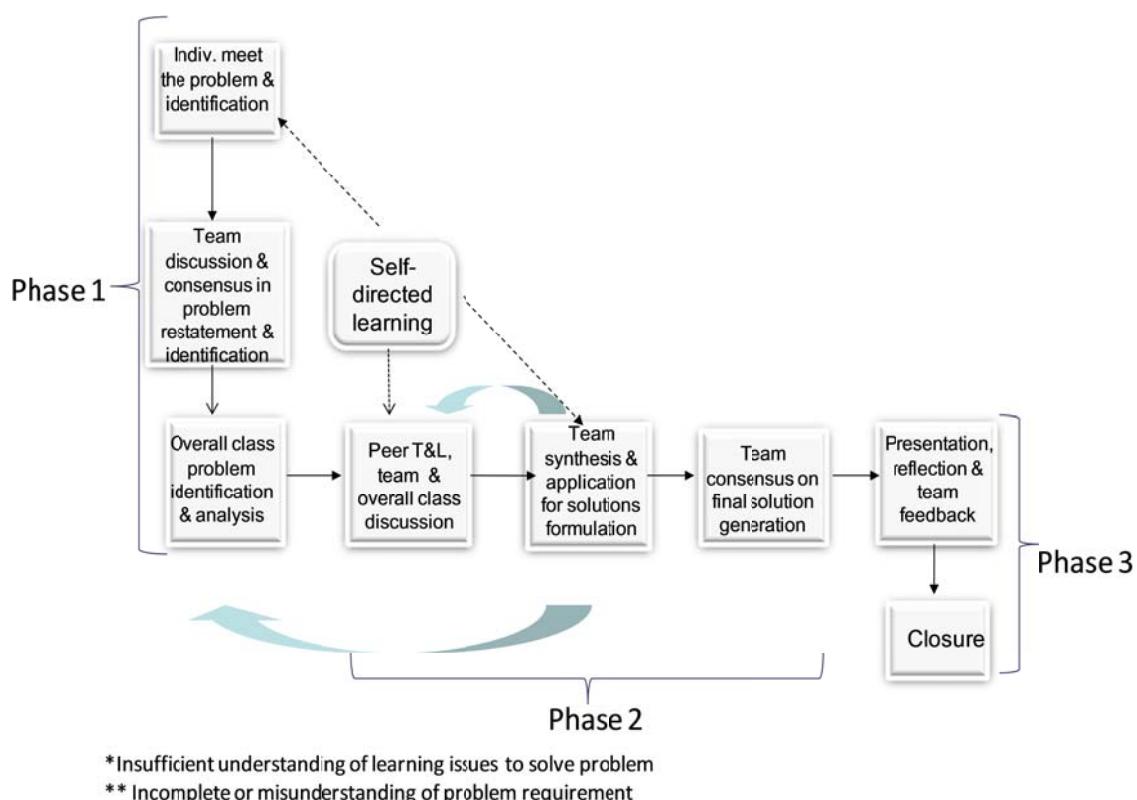 Indiv. meet
the problem &
identification
Team
discussion &
consensus in
problem
restatement &
identification
Phase 1
Self-
directed
learning
Overall class
problem
identification
& analysis
Peer T&L,
team &
overall class
discussion
Team
synthesis &
application
for solutions
formulation
Team
consensus on
final solution
generation
Presentation,
reflection &
team
feedback
Phase 3
Closure
Phase 2
*Insufficient understanding of learning issues to solve problem
** Incomplete or misunderstanding of problem requirement